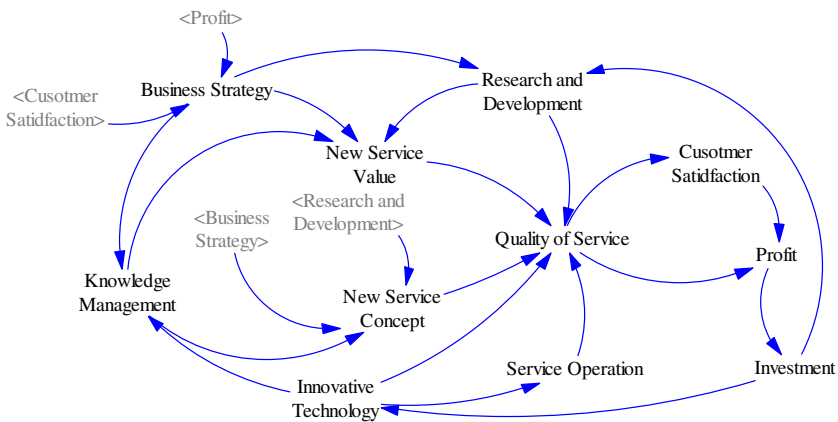 <Profit>
Business Strategy
<Cusotmer
Satidfaction>
Research and
Development
New Service
Value
Cusotmer
Satidfaction
<Research and
Development>
<Business
Strategy>
Quality of Service
Profit
Knowledge
Management
New Service
Concept
Service Operation
Investment
Innovative
Technology